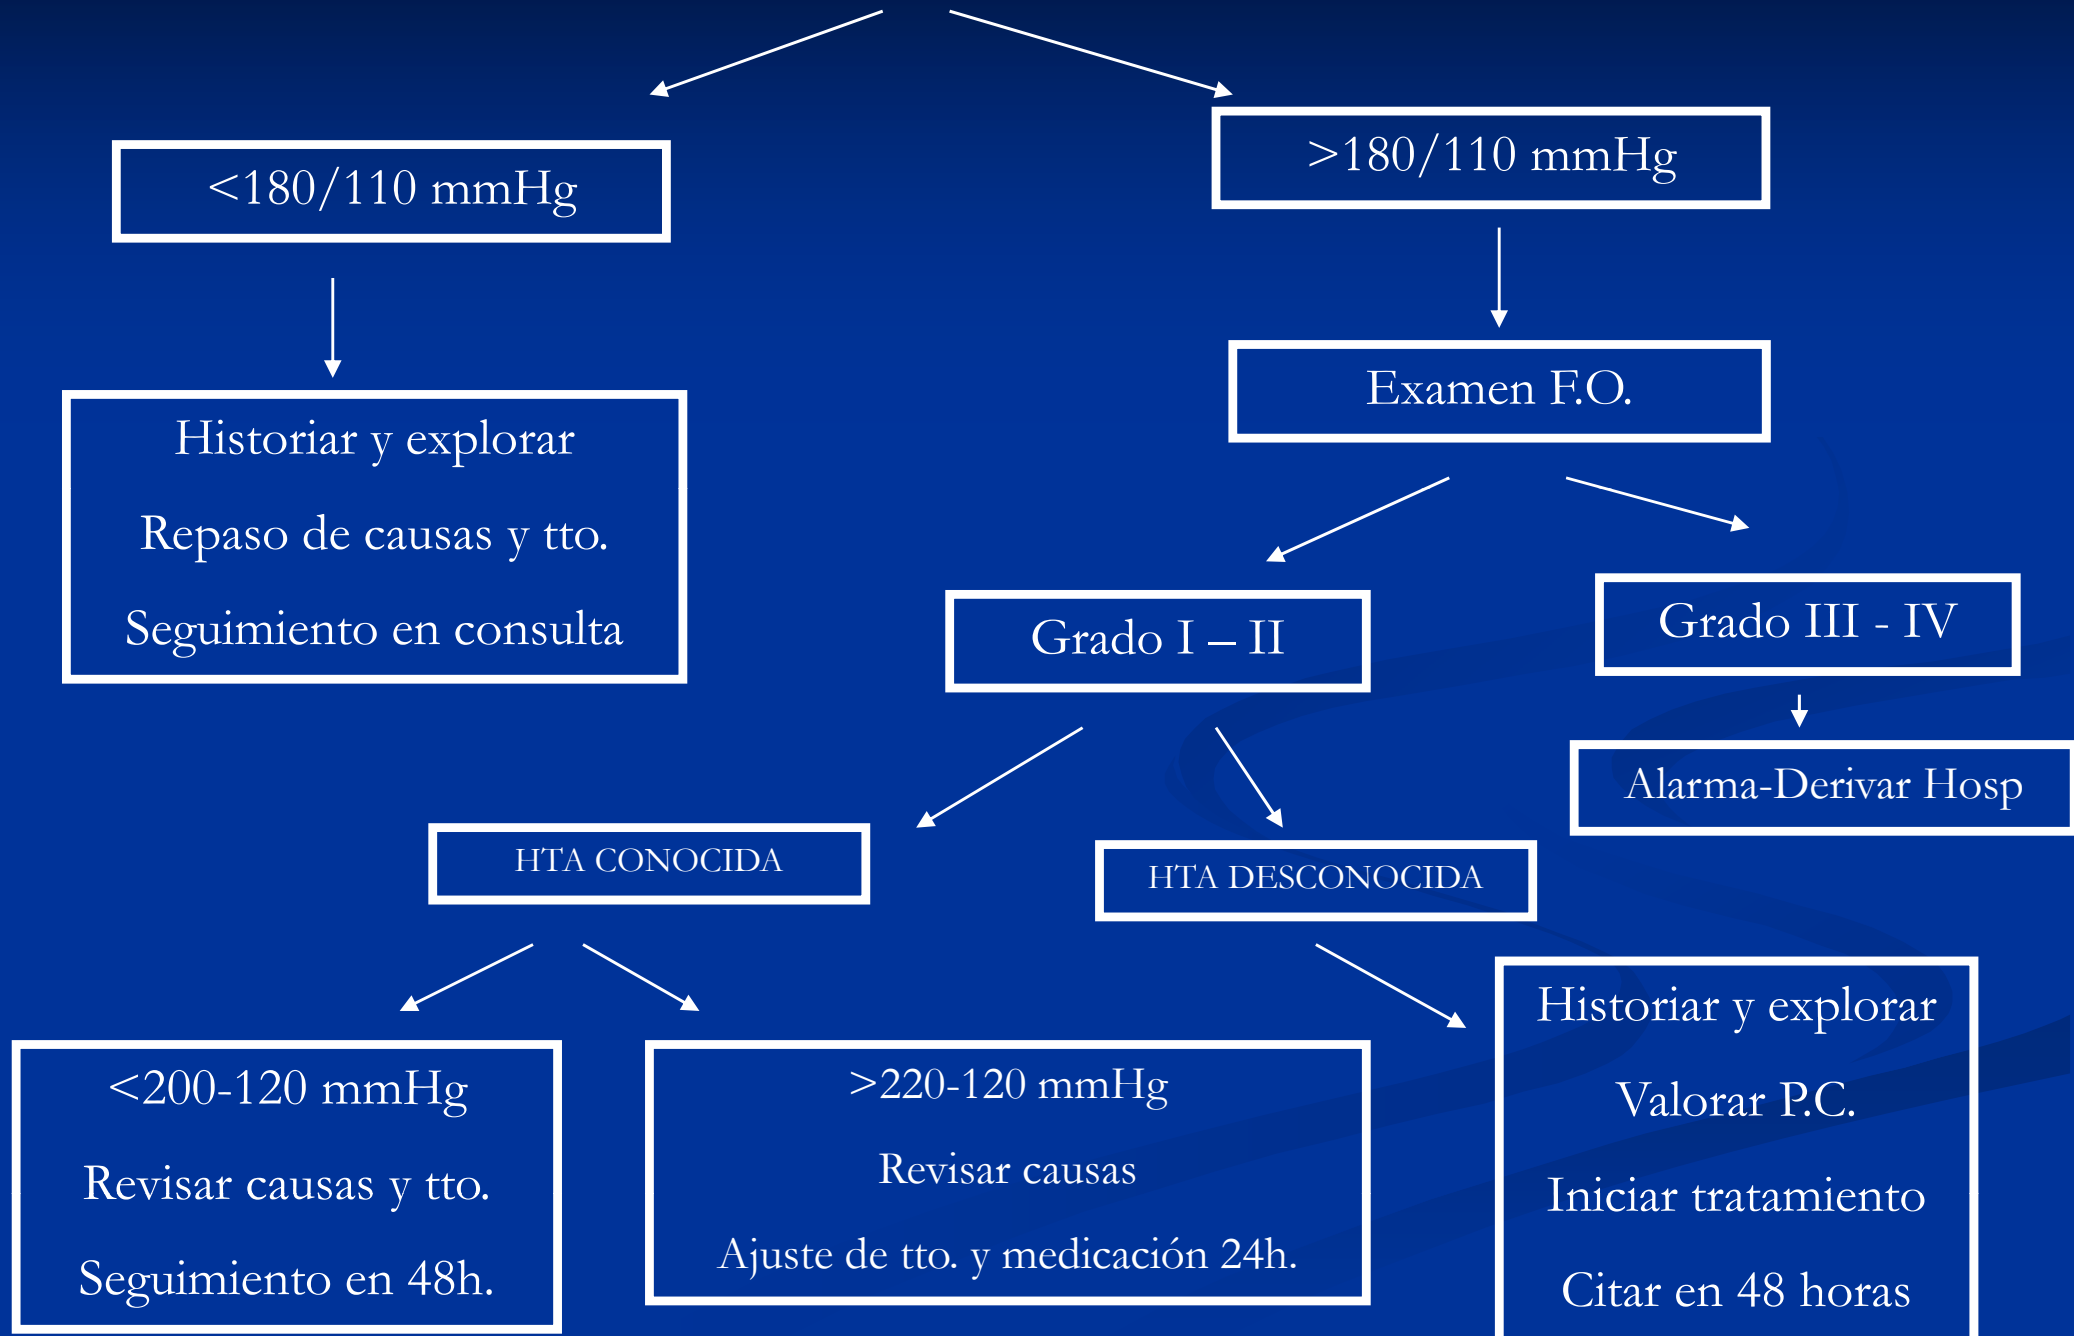 <180/110 mmHg
>180/110 mmHg
Historiar y explorar
Repaso de causas y tto.
Seguimiento en consulta
Examen F.O.
Grado I – II
Grado III - IV
Alarma-Derivar Hosp
HTA CONOCIDA
HTA DESCONOCIDA
<200-120 mmHg
Revisar causas y tto.
Seguimiento en 48h.
>220-120 mmHg
Revisar causas
Ajuste de tto. y medicación 24h.
Historiar y explorar
Valorar P.C.
Iniciar tratamiento
Citar en 48 horas